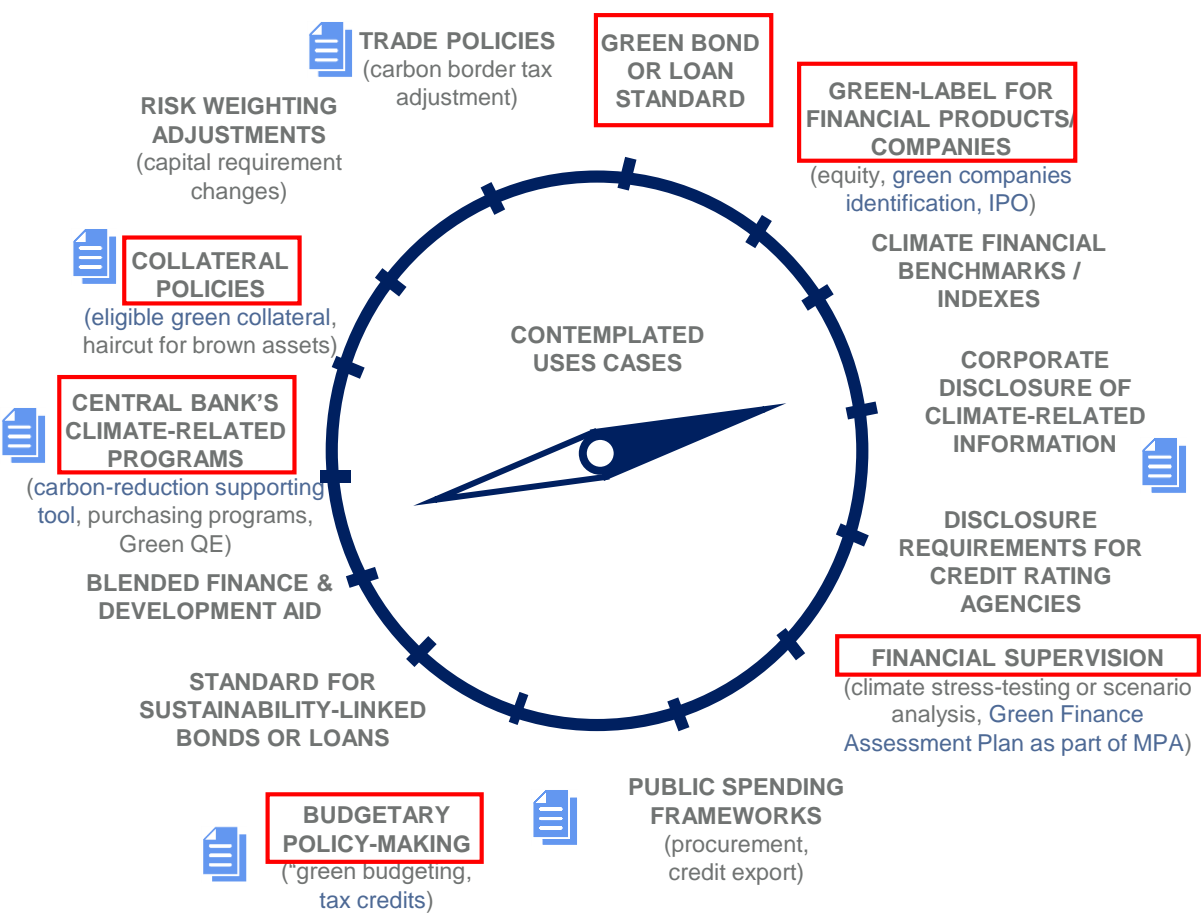 TRADE POLICIES
(carbon border tax
adjustment)
GREEN BOND
OR LOAN
STANDARD
GREEN-LABEL FOR
FINANCIAL PRODUCTS/
COMPANIES
(equity, green companies
identification, IPO)
CLIMATE FINANCIAL
BENCHMARKS /
INDEXES
CORPORATE
DISCLOSURE OF
CLIMATE-RELATED
INFORMATION
DISCLOSURE
REQUIREMENTS FOR
CREDIT RATING
AGENCIES
FINANCIAL SUPERVISION
(climate stress-testing or scenario
analysis, Green Finance
Assessment Plan as part of MPA)
PUBLIC SPENDING
FRAMEWORKS
(procurement,
credit export)
BUDGETARY
POLICY-MAKING
(“green budgeting,
tax credits)
STANDARD FOR
SUSTAINABILITY-LINKED
BONDS OR LOANS
BLENDED FINANCE &
DEVELOPMENT AID
CENTRAL BANK'S
CLIMATE-RELATED
PROGRAMS
(carbon-reduction supporting
tool, purchasing programs,
Green QE)
COLLATERAL
POLICIES
(eligible green collateral,
haircut for brown assets)
RISK WEIGHTING
ADJUSTMENTS
(capital requirement
changes)
CONTEMPLATED
USES CASES